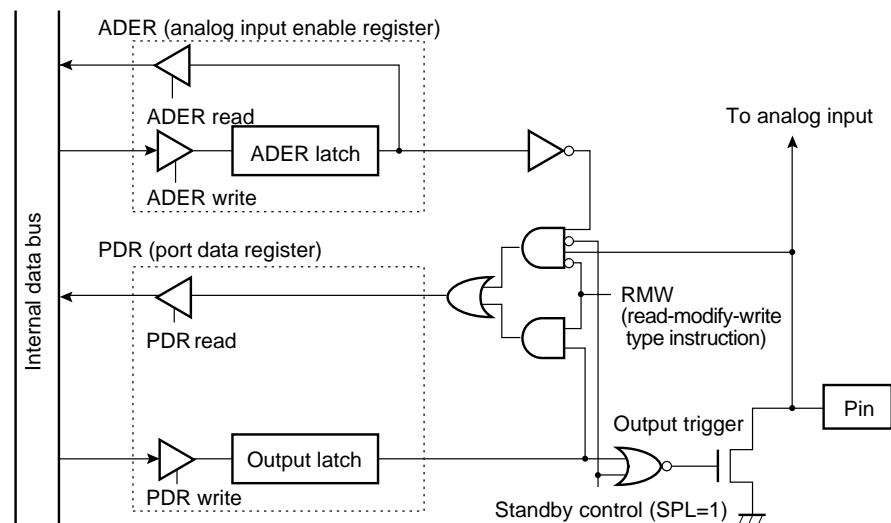 ADER (analog input enable register)
ADER read
To analog input
ADER latch
ADER write
Internal data bus
PDR (port data register)
RMW
(read-modify-write
type instruction)
PDR read
Pin
Output trigger
Output latch
PDR write
Standby control (SPL=1)